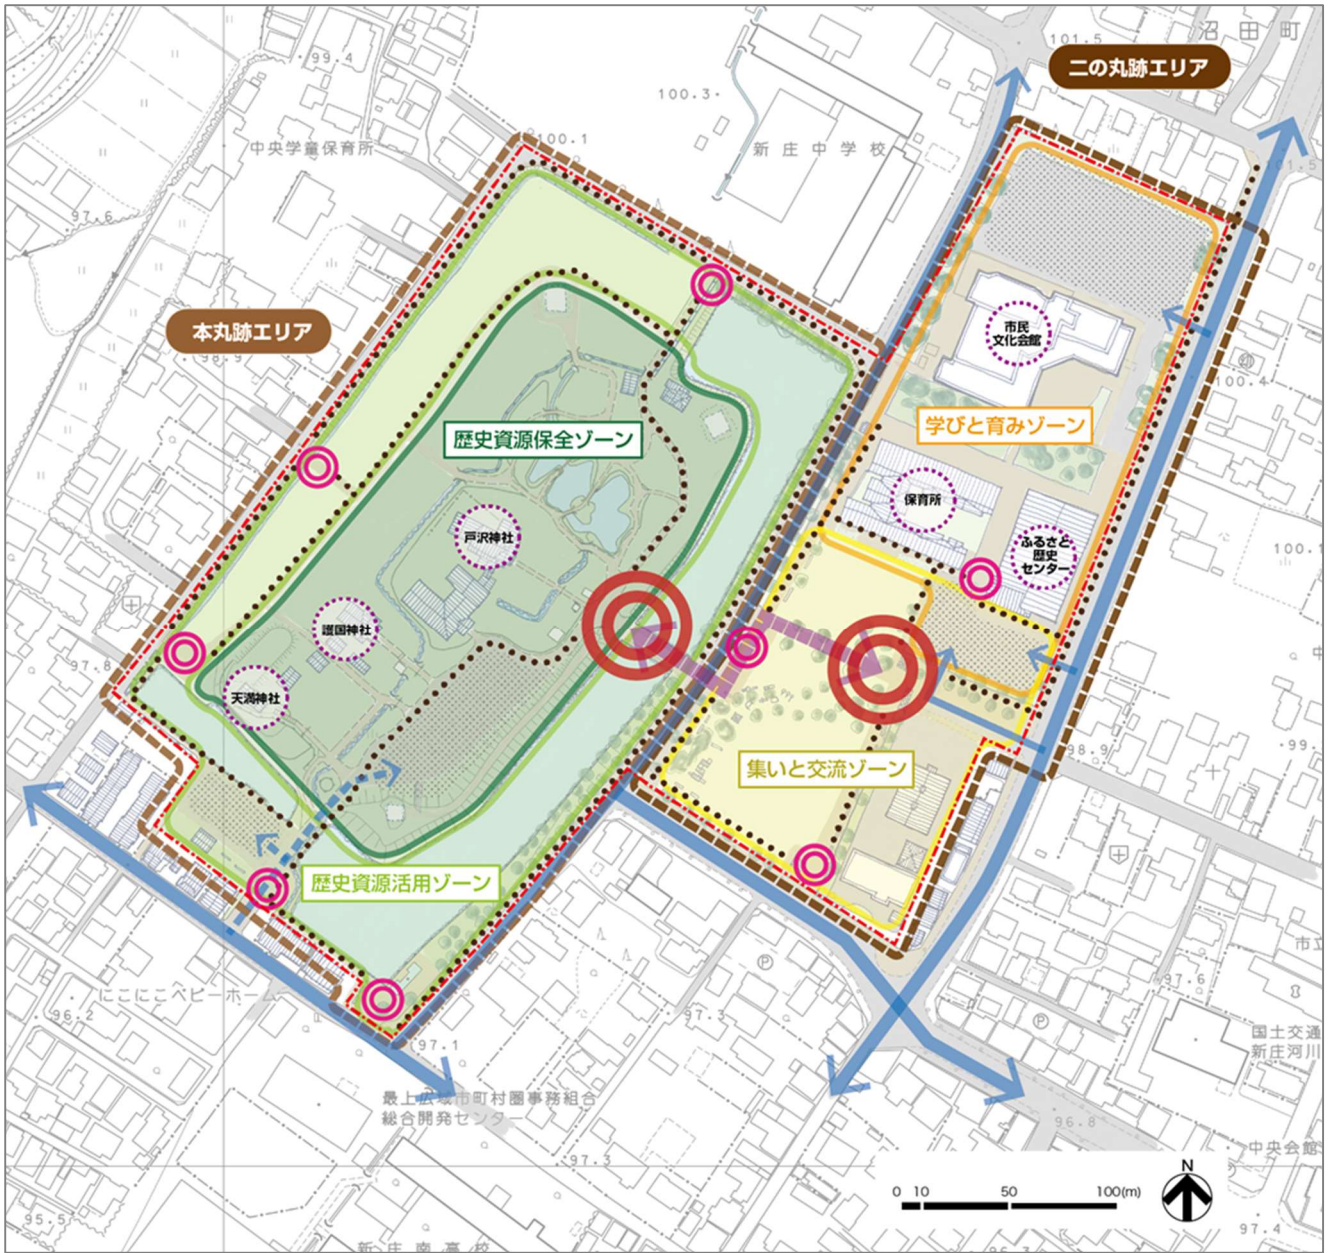 沼田町
101.5
二の丸跡エリア
99.4
100.3
100.1
中央学童保育所
新庄中学校
101.5
97.6
本丸跡エリア
98.9
市民
文化会館
100.4
学びと育みゾーン
歴史資源保全ゾーン
保育所
戸沢神社
ふるさと
歴史
センター
100.1
護国神社
天満神社
97.8
98.9
99.
集いと交流ゾーン
歴史資源活用ゾーン
市立
97.6
にこにこベビーホーム
96.2
97.3
国土交通
新庄河川
97.1
最上広域市町村圏事務組合
総合開発センター
96.8
中央会館
97.3
N
0 10 50 100(m)
95.5
新庄南高校
96.3
97.4